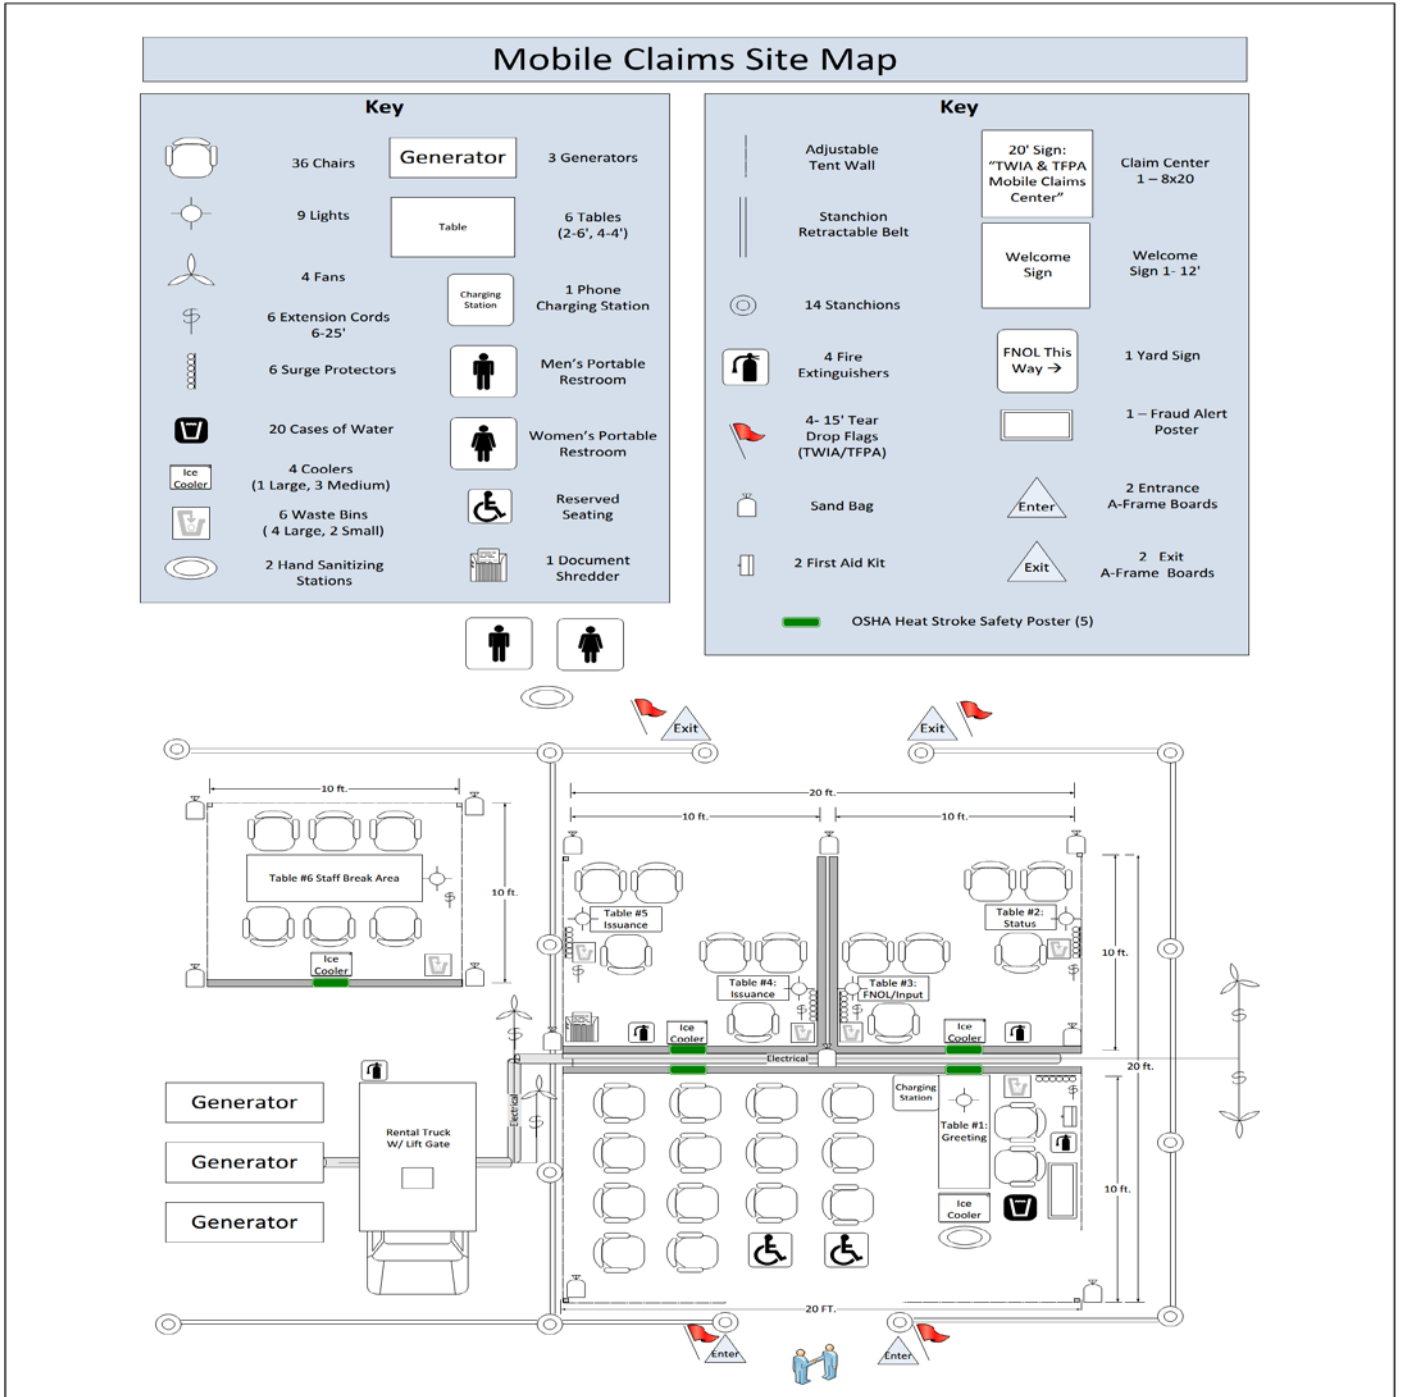 Mobile Claims Site Map
Key
36 Chairs
Generator
3 Generators
9 Lights
Table
6 Tables
(2-6', 4-4')
4 Fans
Charging
Station
1 Phone
Charging Station
6 Extension Cords
6-25'
6 Surge Protectors
Men's Portable
Restroom
20 Cases of Water
Women's Portable
Restroom
Ice
Cooler
4 Coolers
(1 Large, 3 Medium)
Reserved
Seating
6 Waste Bins
( 4 Large, 2 Small)
2 Hand Sanitizing
Stations
1 Document
Shredder
Key
Adjustable
Tent Wall
20' Sign:
“TWIA & TFPA
Mobile Claims
Center”
Claim Center
1 – 8x20
Stanchion
Retractable Belt
Welcome
Sign
Welcome
Sign 1- 12'
14 Stanchions
4 Fire
Extinguishers
FNOL This
Way →
1 Yard Sign
4- 15' Tear
Drop Flags
(TWIA/TFPA)
1 – Fraud Alert
Poster
Sand Bag
Enter
2 Entrance
A-Frame Boards
2 First Aid Kit
Exit
2 Exit
A-Frame Boards
OSHA Heat Stroke Safety Poster (5)
Exit
Exit
10 ft.
20 ft.
10 ft.
10 ft.
Table #6 Staff Break Area
10 ft.
Ice
Cooler
Table #5
Issuance
Table #2:
Status
10 ft.
Table #4:
Issuance
Table #3:
FNOL/Input
Ice
Cooler
Ice
Cooler
Electrical
20 ft.
Generator
Generator
Generator
Rental Truck
W/ Lift Gate
Electrical
Charging
Station
Table #1:
Greeting
10 ft.
Ice
Cooler
20 FT.
Enter
Enter